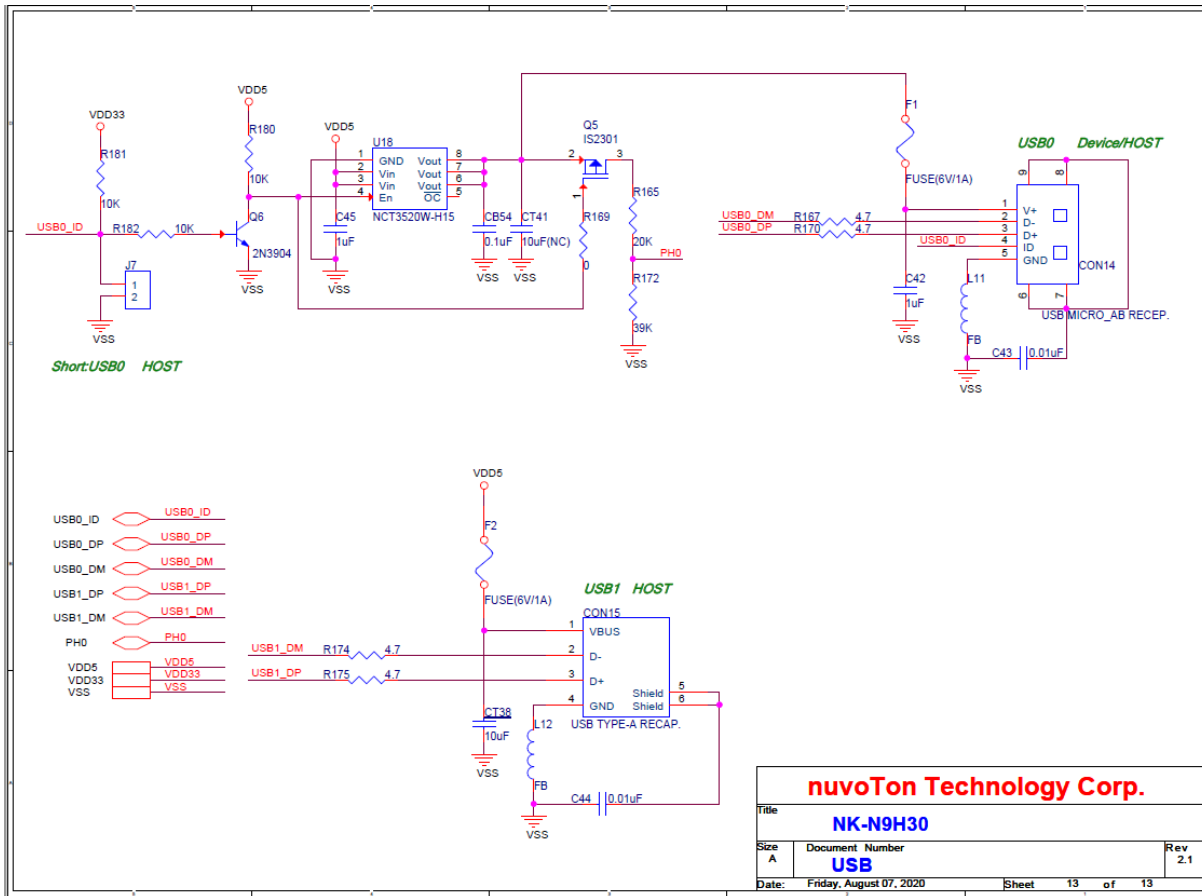 VDD5
VDD33
R181
10K
USB0_ID
R182
10K
J7
1
2
VSS
Short:USB0 HOST
R180
10K
Q6
2N3904
VSS
VDD5
C45
1uF
VSS
U18
1 GND Vout 8
2 Vin Vout 7
3 Vin Vout 6
4 En OC 5
NCT3520W-H15
CB54
0.1uF
VSS
CT41
10uF(NC)
VSS
Q5
IS2301
2
3
1
R169
0
R165
20K
PH0
R172
39K
VSS
F1
FUSE(6V/1A)
USB0 Device/HOST
USB0_DM R167 4.7
USB0_DP R170 4.7
USB0_ID
9
8
1 V+
2 D-
3 D+
4 ID
5 GND
6
7
CON14
USB MICRO_AB RECEP.
C42
1uF
VSS
L11
FB
C43 0.01uF
VSS
USB0_ID USB0_ID
USB0_DP USB0_DP
USB0_DM USB0_DM
USB1_DP USB1_DP
USB1_DM USB1_DM
PH0 PH0
VDD5 VDD5
VDD33 VDD33
VSS VSS
VDD5
F2
FUSE(6V/1A)
USB1 HOST
CON15
1 VBUS
2 D-
3 D+
4 GND
Shield 5
Shield 6
USB TYPE-A RECAP.
USB1_DM R174 4.7
USB1_DP R175 4.7
CT38
10uF
VSS
L12
FB
C44 0.01uF
VSS
nuvoTon Technology Corp.
Title
NK-N9H30
Size
A
Document Number
USB
Rev
2.1
Date: Friday, August 07, 2020 Sheet 13 of 13